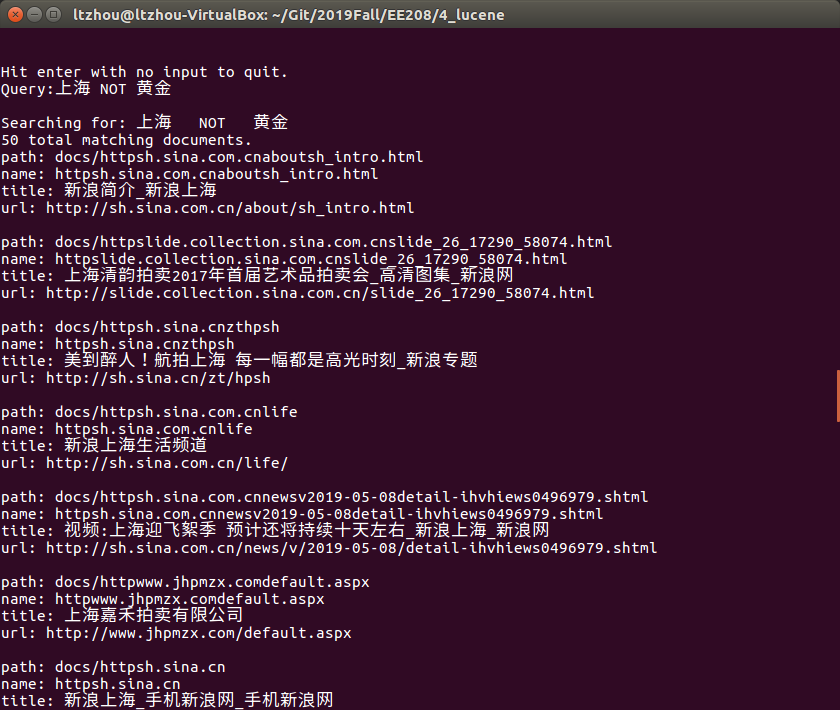 ltzhou@ltzhou-VirtualBox: ~/Git/2019Fall/EE208/4_lucene
Hit enter with no input to quit.
Query:上海 NOT 黄金
Searching for: 上海   NOT   黄金
50 total matching documents.
path: docs/httpsh.sina.com.cnaboutsh_intro.html
name: httpsh.sina.com.cnaboutsh_intro.html
title: 新浪简介_新浪上海
url: http://sh.sina.com.cn/about/sh_intro.html
path: docs/httpslide.collection.sina.com.cnslide_26_17290_58074.html
name: httpslide.collection.sina.com.cnslide_26_17290_58074.html
title: 上海清韵拍卖2017年首届艺术品拍卖会_高清图集_新浪网
url: http://slide.collection.sina.com.cn/slide_26_17290_58074.html
path: docs/httpsh.sina.cnzthpsh
name: httpsh.sina.cnzthpsh
title: 美到醉人！航拍上海 每一幅都是高光时刻_新浪专题
url: http://sh.sina.cn/zt/hpsh
path: docs/httpsh.sina.com.cnlife
name: httpsh.sina.com.cnlife
title: 新浪上海生活频道
url: http://sh.sina.com.cn/life/
path: docs/httpsh.sina.com.cnnewsv2019-05-08detail-ihvhiews0496979.shtml
name: httpsh.sina.com.cnnewsv2019-05-08detail-ihvhiews0496979.shtml
title: 视频:上海迎飞絮季 预计还将持续十天左右_新浪上海_新浪网
url: http://sh.sina.com.cn/news/v/2019-05-08/detail-ihvhiews0496979.shtml
path: docs/httpwww.jhpmzx.comdefault.aspx
name: httpwww.jhpmzx.comdefault.aspx
title: 上海嘉禾拍卖有限公司
url: http://www.jhpmzx.com/default.aspx
path: docs/httpsh.sina.cn
name: httpsh.sina.cn
title: 新浪上海_手机新浪网_手机新浪网